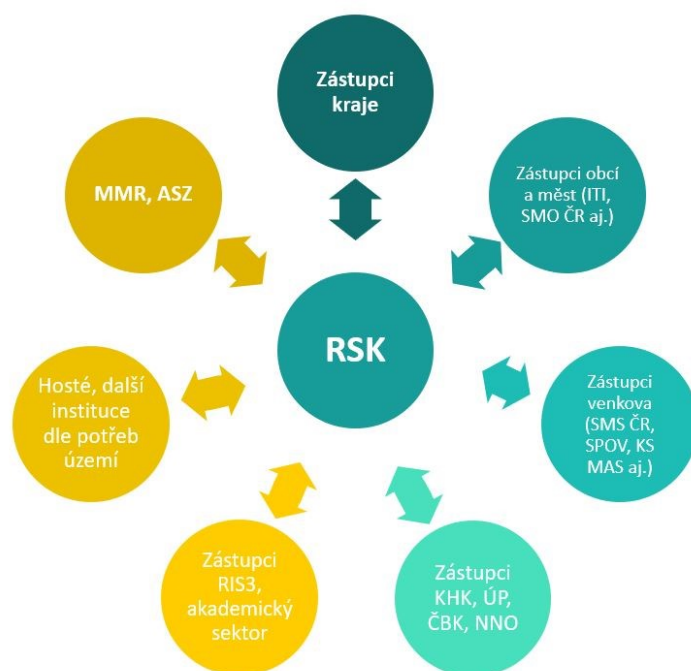 Zástupci
kraje
Zástupci obcí
a měst (ITI,
SMO ČR aj.)
Zástupci
venkova
(SMS ČR,
SPOV, KS
MAS aj.)
Zástupci
KHK, ÚP,
ČBK, NNO
Zástupci
RIS3,
akademický
sektor
Hosté, další
instituce
dle potřeb
území
MMR, ASZ
RSK